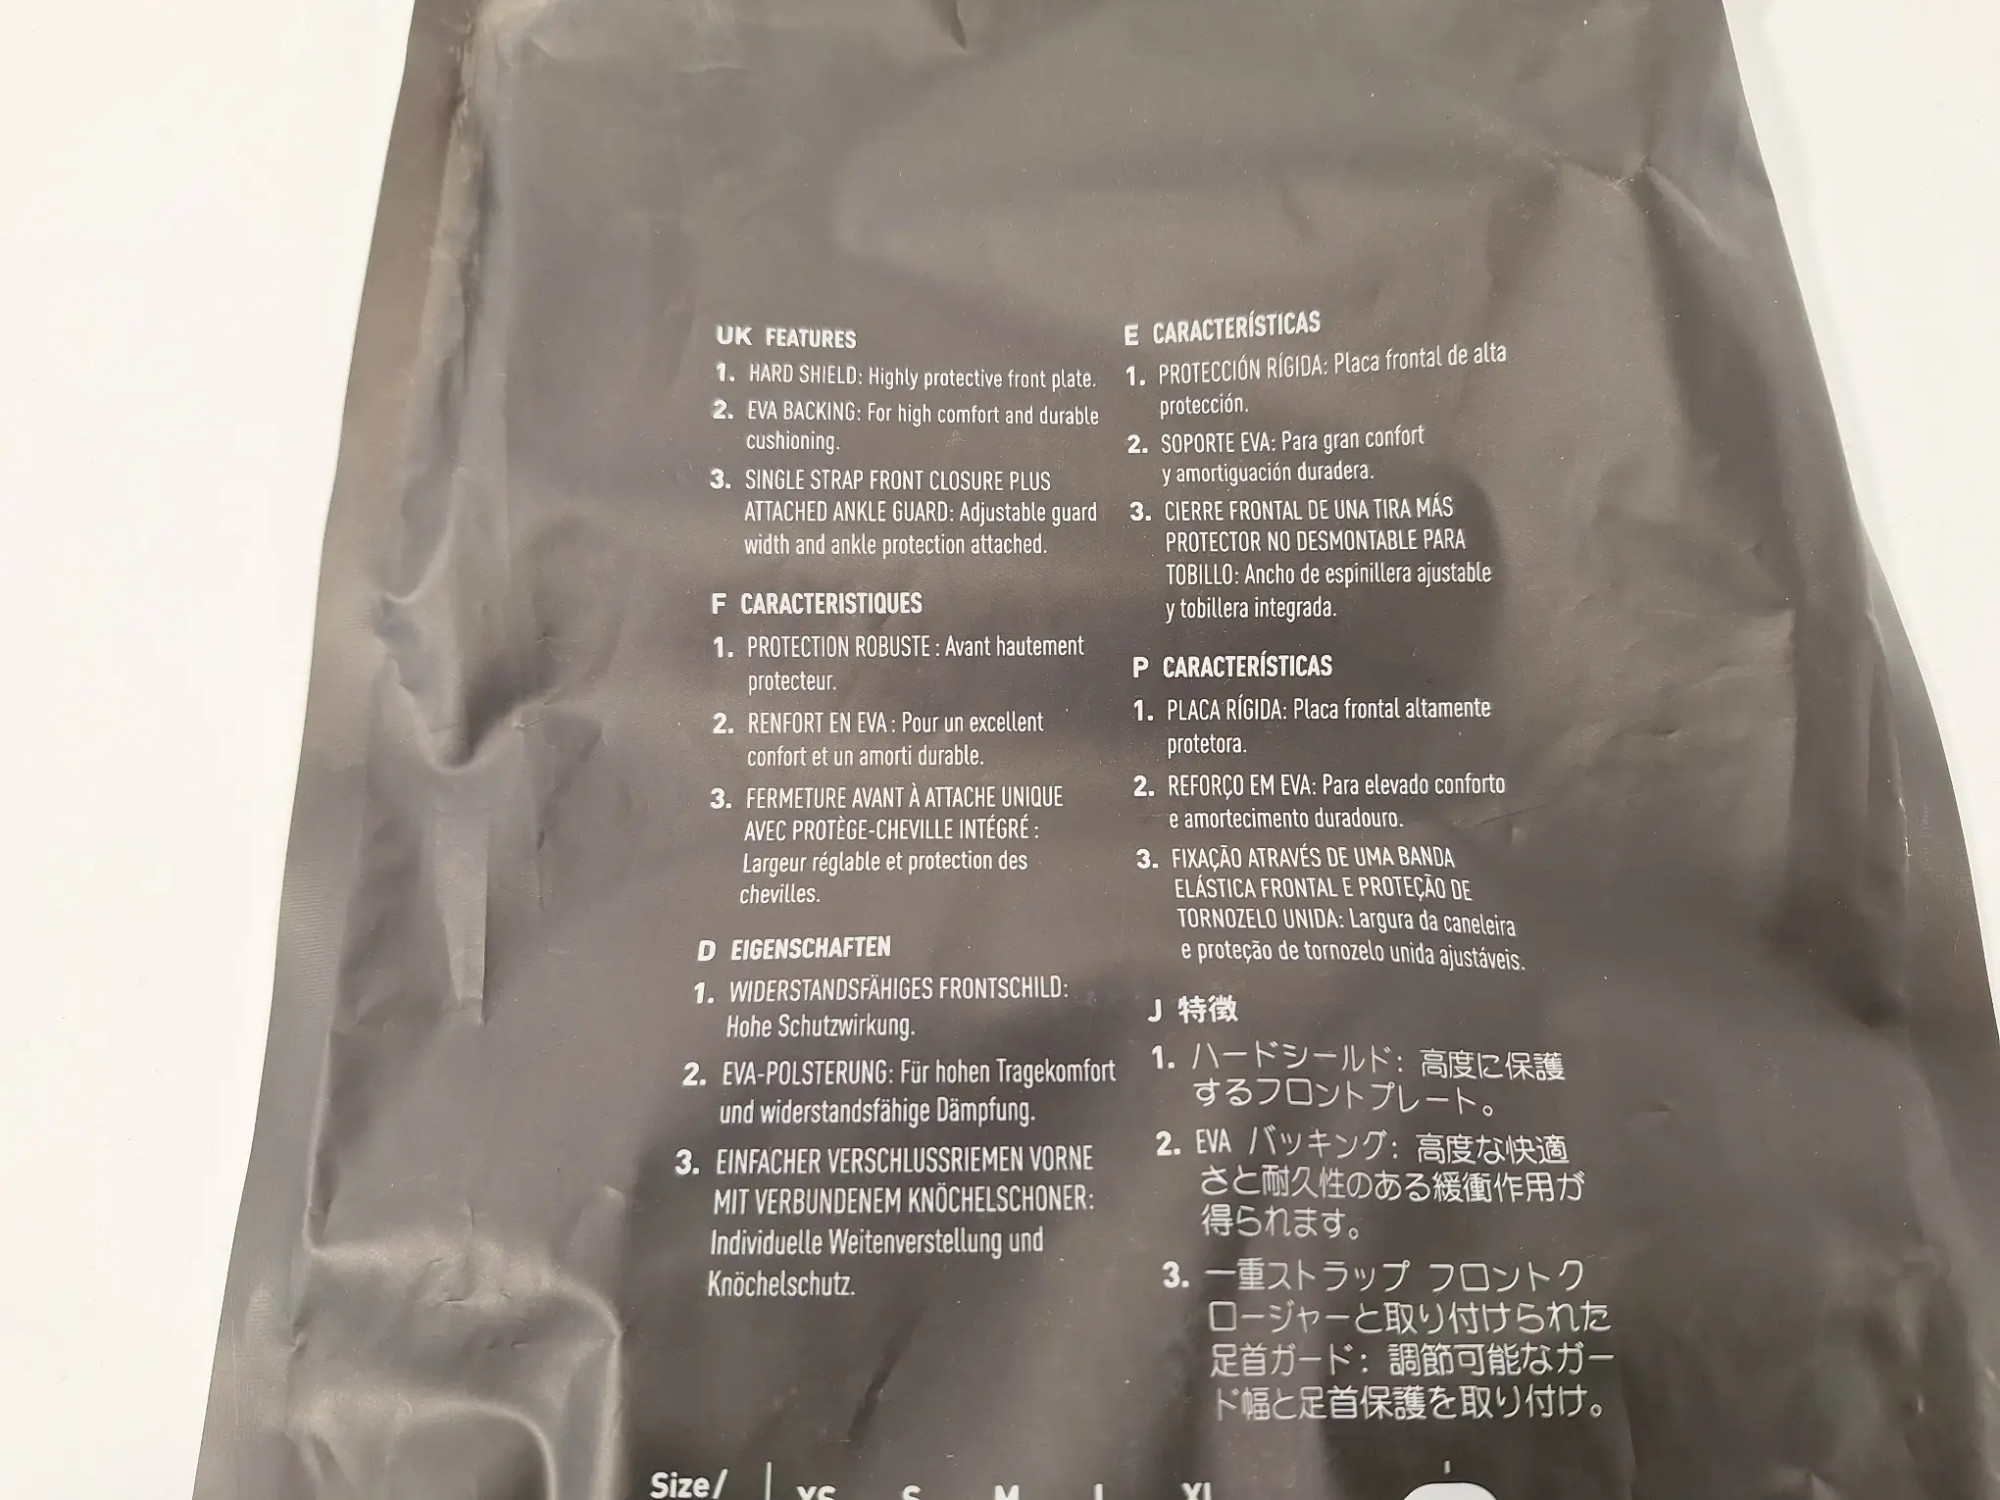 UK FEATURES
1. HARD SHIELD: Highly protective front plate.
2. EVA BACKING: For high comfort and durable
cushioning.
3. SINGLE STRAP FRONT CLOSURE PLUS
ATTACHED ANKLE GUARD: Adjustable guard
width and ankle protection attached.
F CARACTERISTIQUES
1. PROTECTION ROBUSTE : Avant hautement
protecteur.
2. RENFORT EN EVA : Pour un excellent
confort et un amorti durable.
3. FERMETURE AVANT À ATTACHE UNIQUE
AVEC PROTÈGE-CHEVILLE INTÉGRÉ :
Largeur réglable et protection des
chevilles.
D EIGENSCHAFTEN
1. WIDERSTANDSFÄHIGES FRONTSCHILD:
Hohe Schutzwirkung.
2. EVA-POLSTERUNG: Für hohen Tragekomfort
und widerstandsfähige Dämpfung.
3. EINFACHER VERSCHLUSSRIEMEN VORNE
MIT VERBUNDENEM KNÖCHELSCHONER:
Individuelle Weitenverstellung und
Knöchelschutz.
E CARACTERÍSTICAS
1. PROTECCIÓN RÍGIDA: Placa frontal de alta
protección.
2. SOPORTE EVA: Para gran confort
y amortiguación duradera.
3. CIERRE FRONTAL DE UNA TIRA MÁS
PROTECTOR NO DESMONTABLE PARA
TOBILLO: Ancho de espinillera ajustable
y tobillera integrada.
P CARACTERÍSTICAS
1. PLACA RÍGIDA: Placa frontal altamente
protetora.
2. REFORÇO EM EVA: Para elevado conforto
e amortecimento duradouro.
3. FIXAÇÃO ATRAVÉS DE UMA BANDA
ELÁSTICA FRONTAL E PROTEÇÃO DE
TORNOZELO UNIDA: Largura da caneleira
e proteção de tornozelo unida ajustáveis.
J 特徴
1. ハードシールド: 高度に保護
するフロントプレート。
2. EVA バッキング: 高度な快適
さと耐久性のある緩衝作用が
得られます。
3. 一重ストラップ フロントク
ロージャーと取り付けられた
足首ガード: 調節可能なガー
ド幅と足首保護を取り付け。
Size/ XS S M L XL